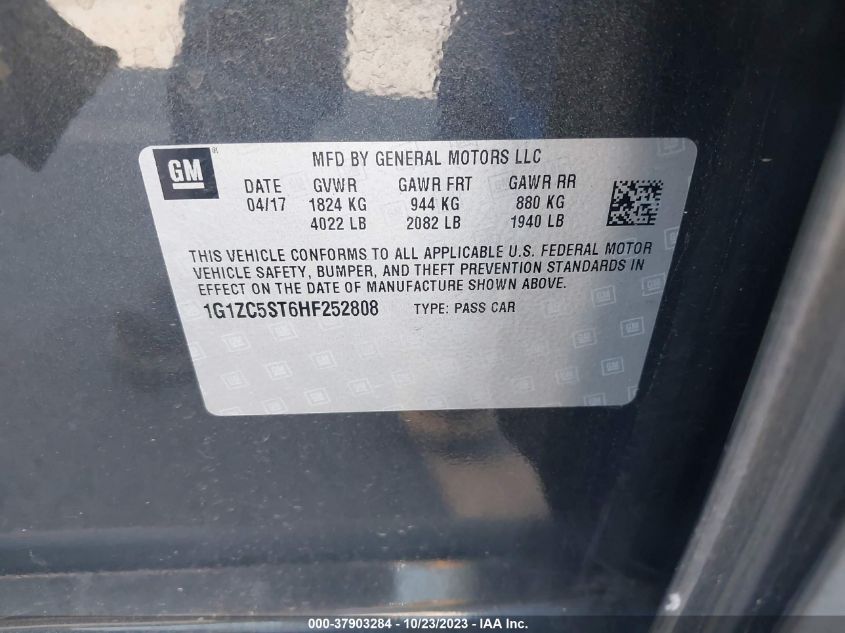 GM
MFD BY GENERAL MOTORS LLC
DATE GVWR GAWR FRT GAWR RR
04/17 1824 KG 944 KG 880 KG
4022 LB 2082 LB 1940 LB
THIS VEHICLE CONFORMS TO ALL APPLICABLE U.S. FEDERAL MOTOR
VEHICLE SAFETY, BUMPER, AND THEFT PREVENTION STANDARDS IN
EFFECT ON THE DATE OF MANUFACTURE SHOWN ABOVE.
1G1ZC5ST6HF252808 TYPE: PASS CAR
000-37903284 - 10/23/2023 - IAA Inc.